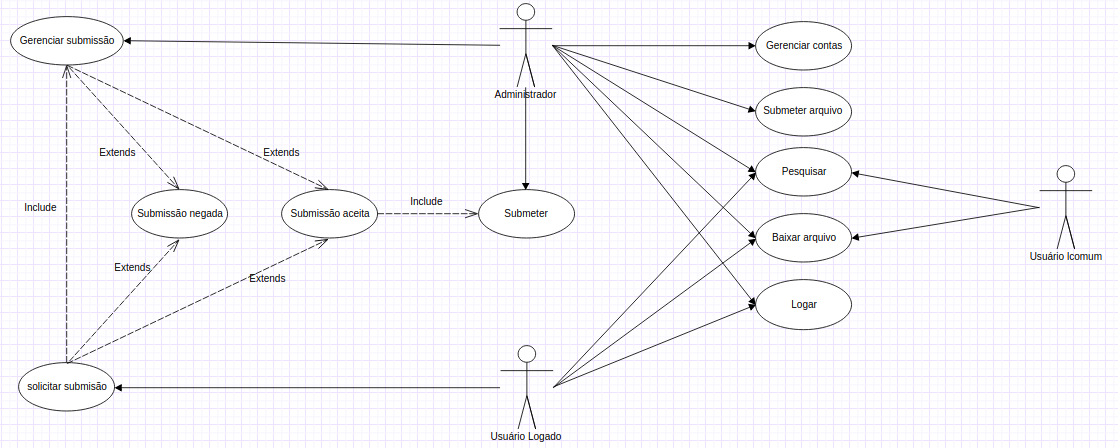 Gerenciar submissão
Administrador
Gerenciar contas
Submeter arquivo
Pesquisar
Baixar arquivo
Logar
Extends
Extends
Include
Submissão negada
Submissão aceita
Include
Submeter
Extends
Extends
solicitar submisão
Usuário Logado
Usuário lcomum